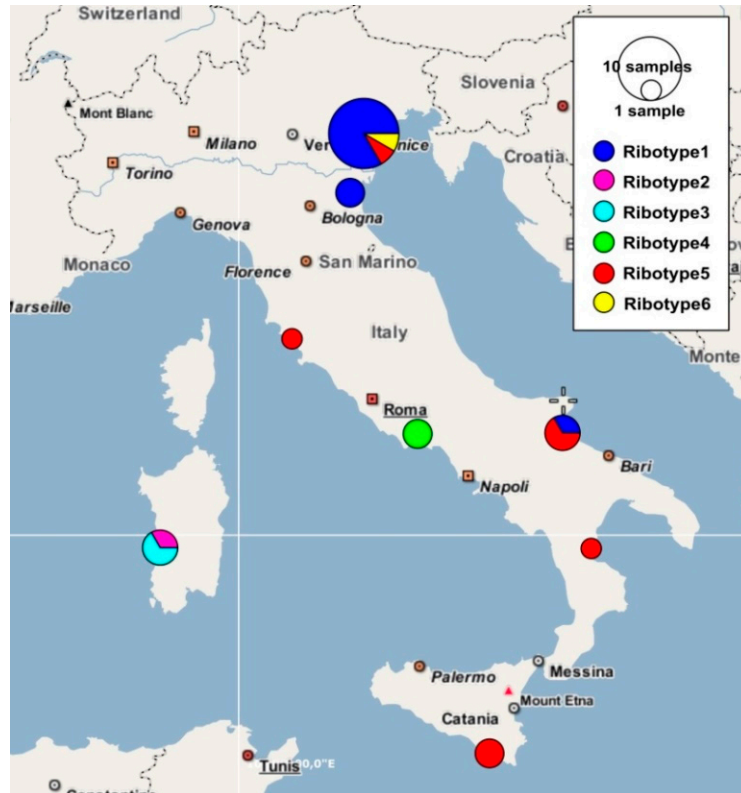 Switzerland
Mont Blanc
Milano
Torino
Genova
Monaco
Marseille
Slovenia
Croatia
Bologna
Florence
San Marino
Italy
Roma
Napoli
Bari
Palermo
Messina
Mount Etna
Catania
Tunis
10 samples
1 sample
Ribotype1
Ribotype2
Ribotype3
Ribotype4
Ribotype5
Ribotype6